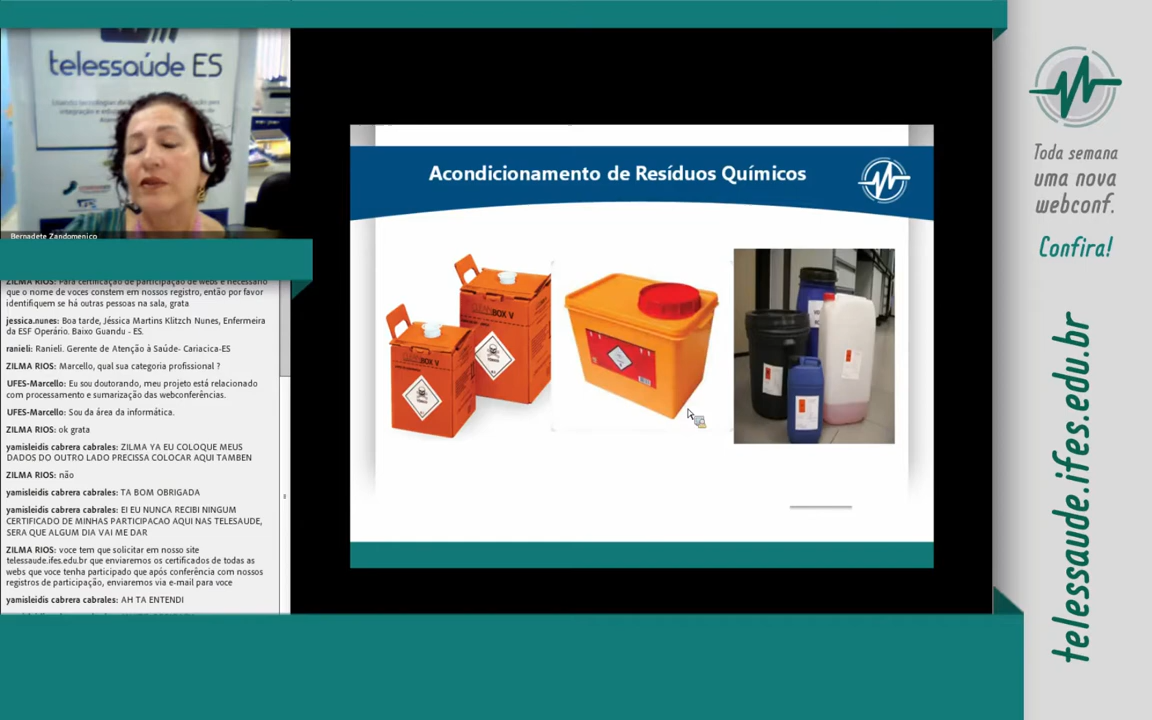 telessaúde ES
Bernadete Zandomenico
ZILMA RIOS: Para certificação de participação de webs é necessário
que o nome de voces constem em nossos registro, então por favor
identifiquem se há outras pessoas na sala, grata
jessica.nunes: Boa tarde, Jéssica Martins Klitzch Nunes, Enfermeira
da ESF Operário. Baixo Guandu - ES.
ranieli: Ranieli. Gerente de Atenção à Saúde- Cariacica-ES
ZILMA RIOS: Marcello, qual sua categoria profissional ?
UFES-Marcello: Eu sou doutorando, meu projeto está relacionado
com processamento e sumarização das webconferências.
UFES-Marcello: Sou da área da informática.
ZILMA RIOS: ok grata
yamisleidis cabrera cabrales: ZILMA YA EU COLOQUE MEUS
DADOS DO OUTRO LADO PRECISSA COLOCAR AQUI TAMBEN
ZILMA RIOS: não
yamisleidis cabrera cabrales: TA BOM OBRIGADA
yamisleidis cabrera cabrales: EI EU NUNCA RECIBI NINGUM
CERTIFICADO DE MINHAS PARTICIPACAO AQUI NAS TELESAUDE,
SERA QUE ALGUM DIA VAI ME DAR
ZILMA RIOS: voce tem que solicitar em nosso site
telessaude.ifes.edu.br que enviaremos os certificados de todas as
webs que voce tenha participado que após conferência com nossos
registros de participação, enviaremos via e-mail para voce
yamisleidis cabrera cabrales: AH TA ENTENDI
Acondicionamento de Resíduos Químicos
BOX V
BOX V
Toda semana
uma nova
webconf.
Confira!
telessaude.ifes.edu.br